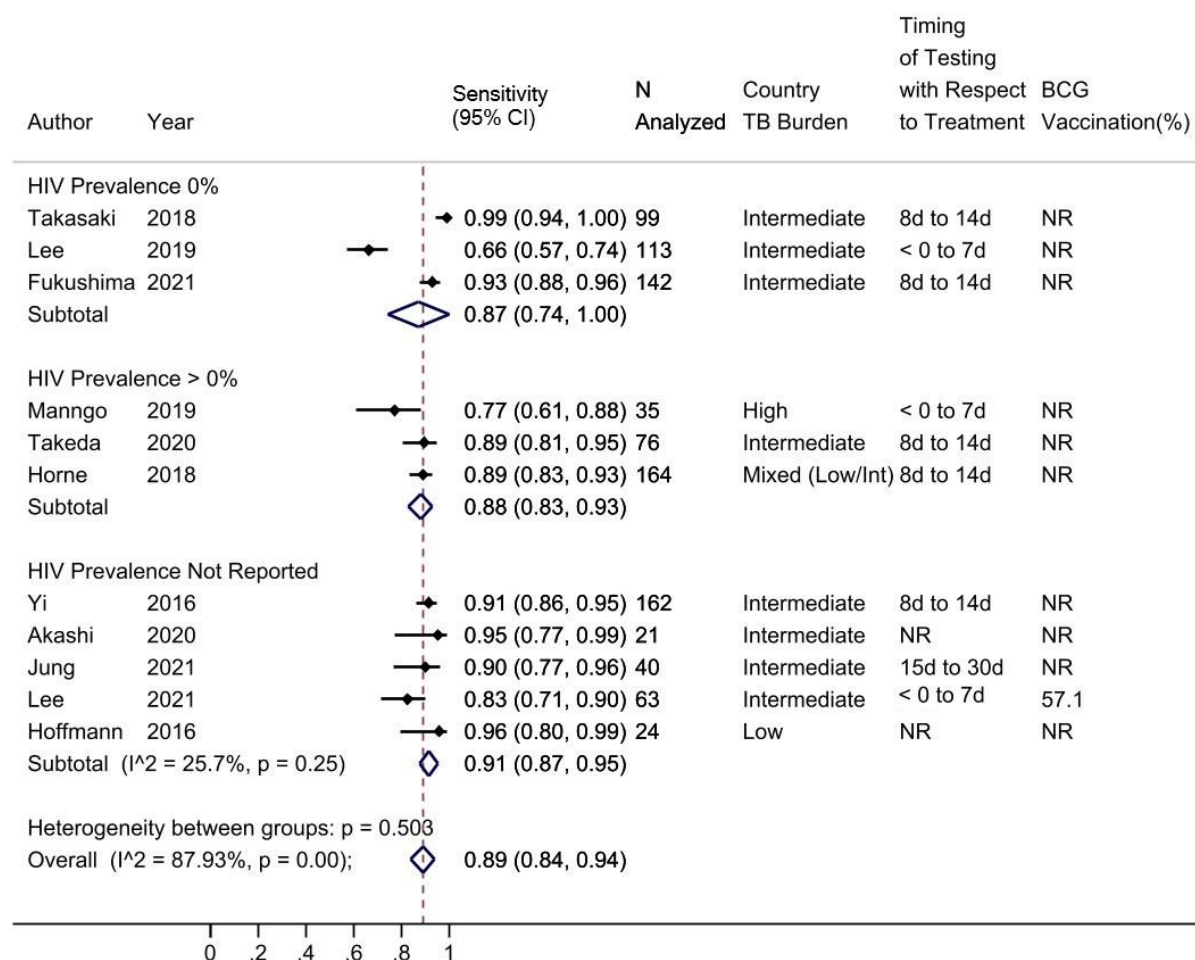 Timing
of Testing
Sensitivity N Country with Respect BCG
Author Year (95% CI) Analyzed TB Burden to Treatment Vaccination(%)
HIV Prevalence 0%
Takasaki 2018 0.99 (0.94, 1.00) 99 Intermediate 8d to 14d NR
Lee 2019 0.66 (0.57, 0.74) 113 Intermediate < 0 to 7d NR
Fukushima 2021 0.93 (0.88, 0.96) 142 Intermediate 8d to 14d NR
Subtotal 0.87 (0.74, 1.00)
HIV Prevalence > 0%
Manngo 2019 0.77 (0.61, 0.88) 35 High < 0 to 7d NR
Takeda 2020 0.89 (0.81, 0.95) 76 Intermediate 8d to 14d NR
Horne 2018 0.89 (0.83, 0.93) 164 Mixed (Low/Int) 8d to 14d NR
Subtotal 0.88 (0.83, 0.93)
HIV Prevalence Not Reported
Yi 2016 0.91 (0.86, 0.95) 162 Intermediate 8d to 14d NR
Akashi 2020 0.95 (0.77, 0.99) 21 Intermediate NR NR
Jung 2021 0.90 (0.77, 0.96) 40 Intermediate 15d to 30d NR
Lee 2021 0.83 (0.71, 0.90) 63 Intermediate < 0 to 7d 57.1
Hoffmann 2016 0.96 (0.80, 0.99) 24 Low NR NR
Subtotal (I^2 = 25.7%, p = 0.25) 0.91 (0.87, 0.95)
Heterogeneity between groups: p = 0.503
Overall (I^2 = 87.93%, p = 0.00); 0.89 (0.84, 0.94)
0 .2 .4 .6 .8 1